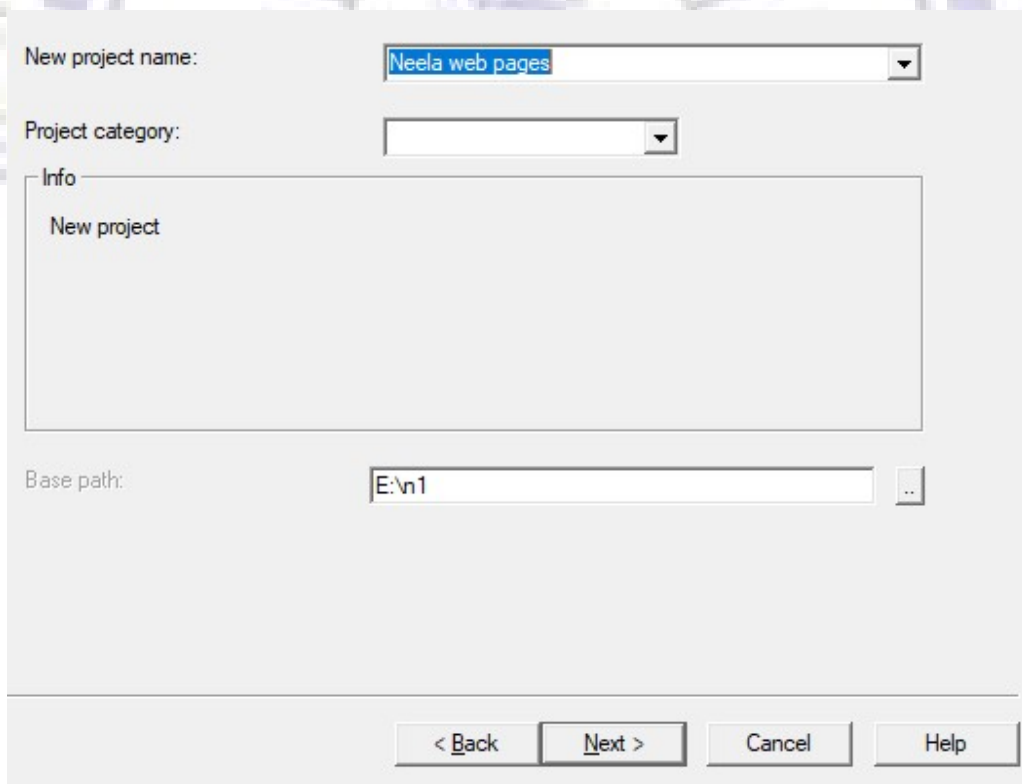 New project name:
Neela web pages
Project category:
Info
New project
Base path:
E:\n1
..
< Back
Next >
Cancel
Help